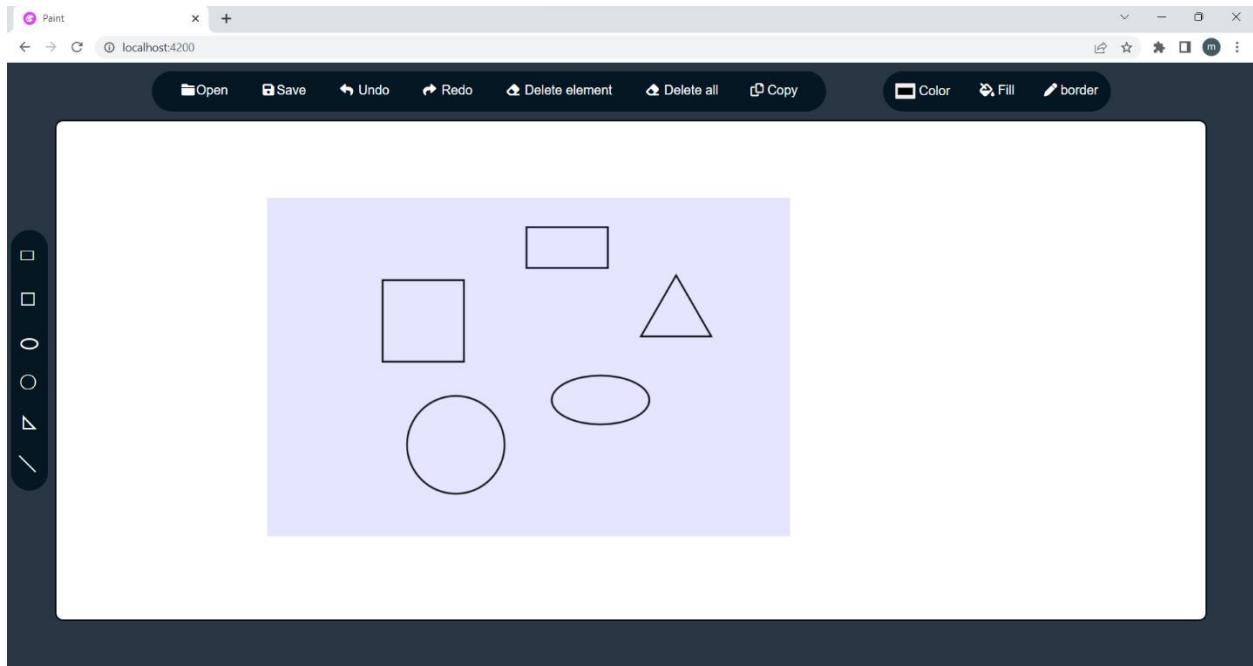 Paint
localhost:4200
m
Open Save Undo Redo Delete element Delete all Copy Color Fill border